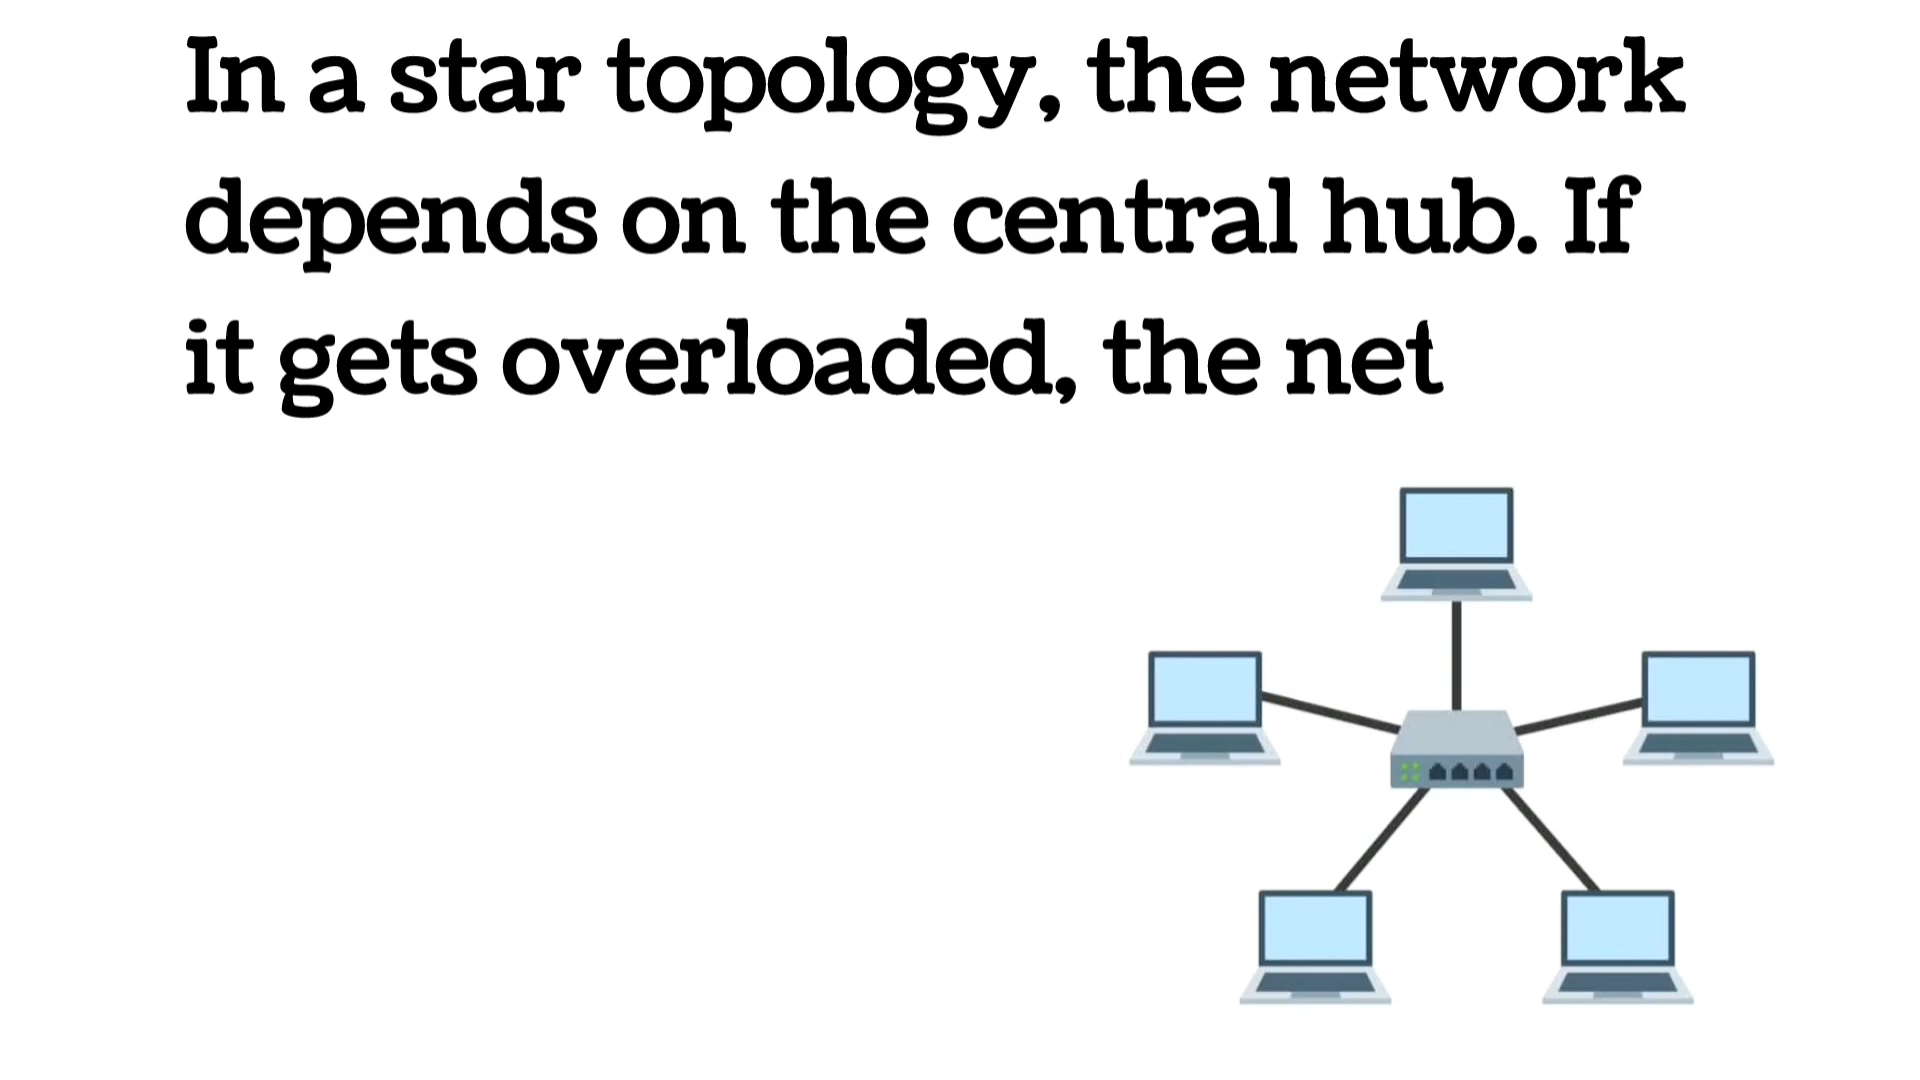 In a star topology, the network
depends on the central hub. If
it gets overloaded, the net